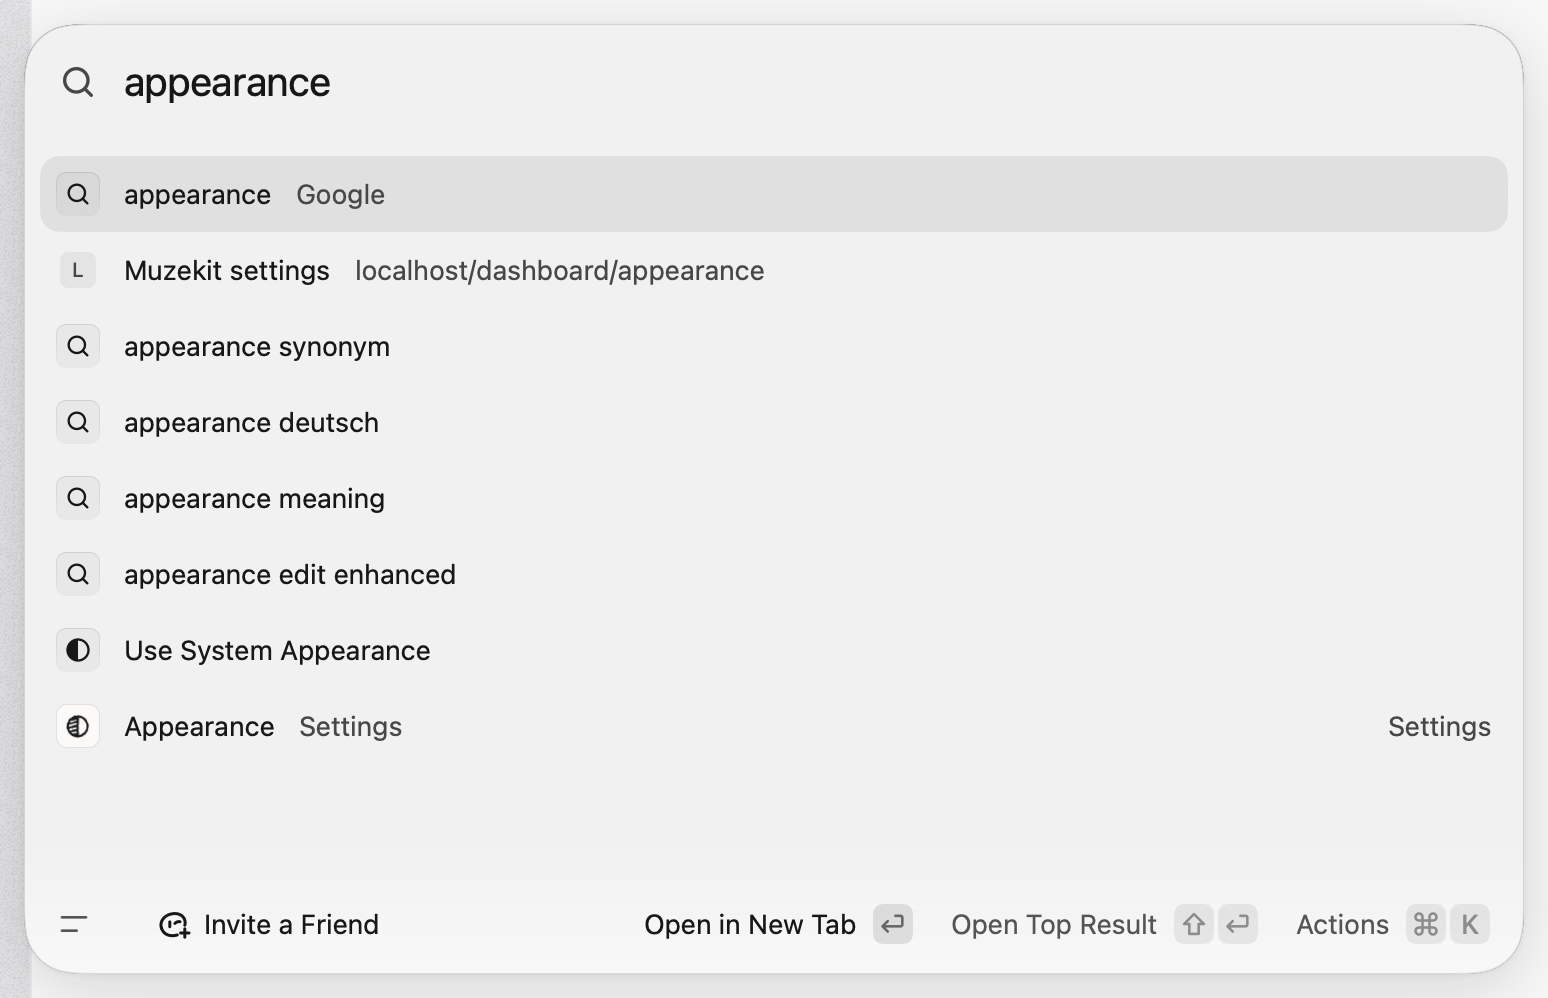 appearance
appearance Google
L Muzekit settings localhost/dashboard/appearance
appearance synonym
appearance deutsch
appearance meaning
appearance edit enhanced
Use System Appearance
Appearance Settings Settings
Invite a Friend Open in New Tab Open Top Result Actions ⌘ K